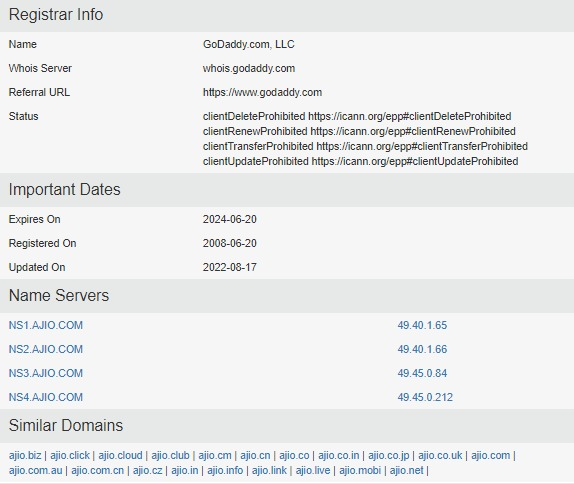 Registrar Info
Name GoDaddy.com, LLC
Whois Server whois.godaddy.com
Referral URL https://www.godaddy.com
Status clientDeleteProhibited https://icann.org/epp#clientDeleteProhibited
clientRenewProhibited https://icann.org/epp#clientRenewProhibited
clientTransferProhibited https://icann.org/epp#clientTransferProhibited
clientUpdateProhibited https://icann.org/epp#clientUpdateProhibited
Important Dates
Expires On 2024-06-20
Registered On 2008-06-20
Updated On 2022-08-17
Name Servers
NS1.AJIO.COM 49.40.1.65
NS2.AJIO.COM 49.40.1.66
NS3.AJIO.COM 49.45.0.84
NS4.AJIO.COM 49.45.0.212
Similar Domains
ajio.biz | ajio.click | ajio.cloud | ajio.club | ajio.cm | ajio.cn | ajio.co | ajio.co.in | ajio.co.jp | ajio.co.uk | ajio.com |
ajio.com.au | ajio.com.cn | ajio.cz | ajio.in | ajio.info | ajio.link | ajio.live | ajio.mobi | ajio.net |